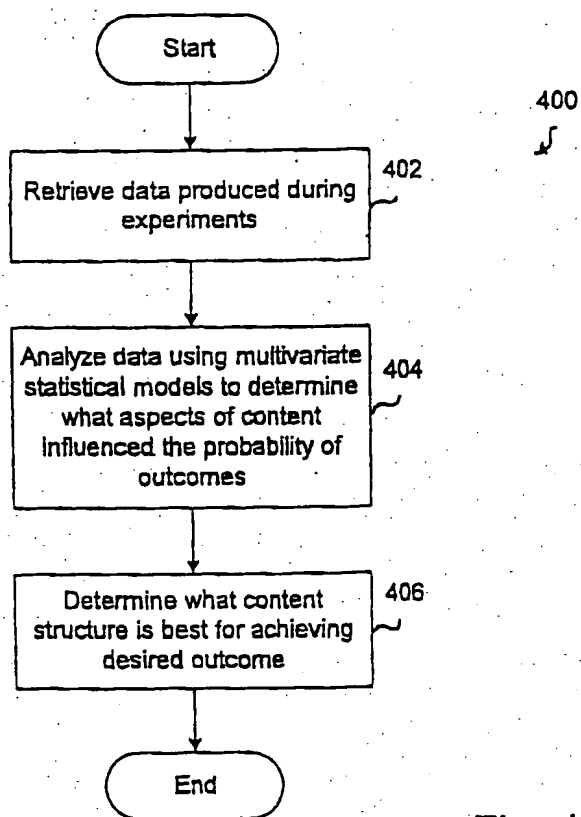 Start
400
402
Retrieve data produced during
experiments
Analyze data using multivariate
statistical models to determine
what aspects of content
influenced the probability of
outcomes
404
Determine what content
structure is best for achieving
desired outcome
406
End